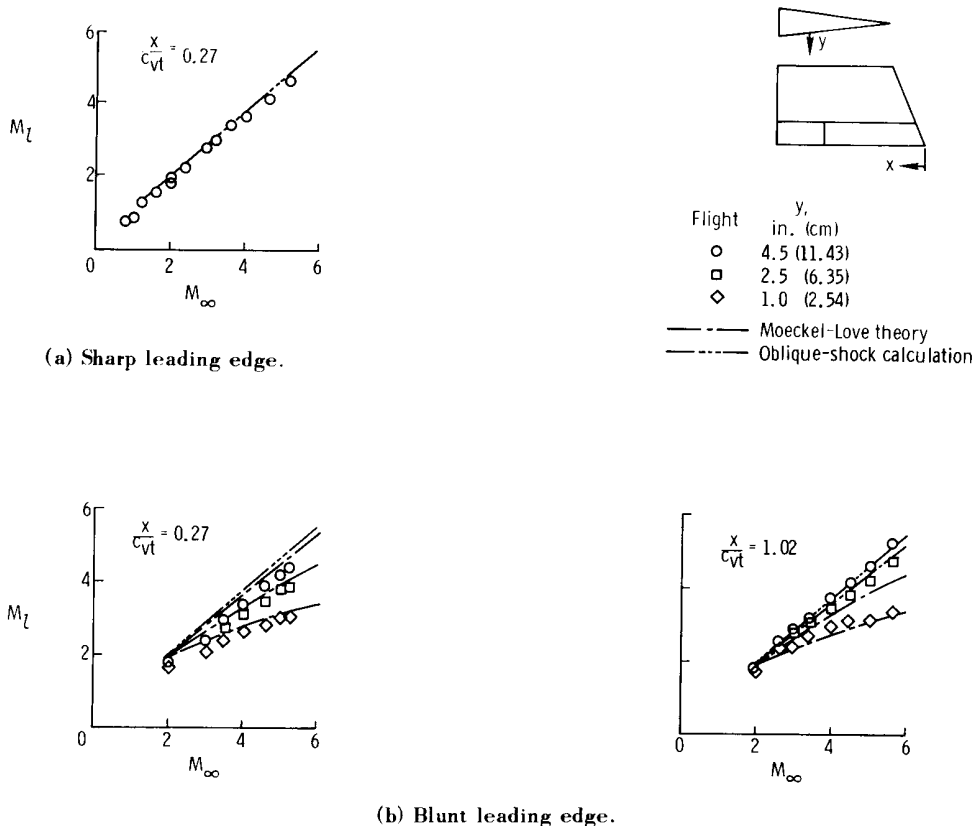 6
x
c_vt = 0.27
4
M_l
2
0 2 4 6
M_∞
(a) Sharp leading edge.
y
x
Flight y,
in. (cm)
○ 4.5 (11.43)
□ 2.5 (6.35)
◇ 1.0 (2.54)
Moeckel-Love theory
Oblique-shock calculation
6
x
c_vt = 0.27
4
M_l
2
0 2 4 6
M_∞
x
c_vt = 1.02
0 2 4 6
M_∞
(b) Blunt leading edge.